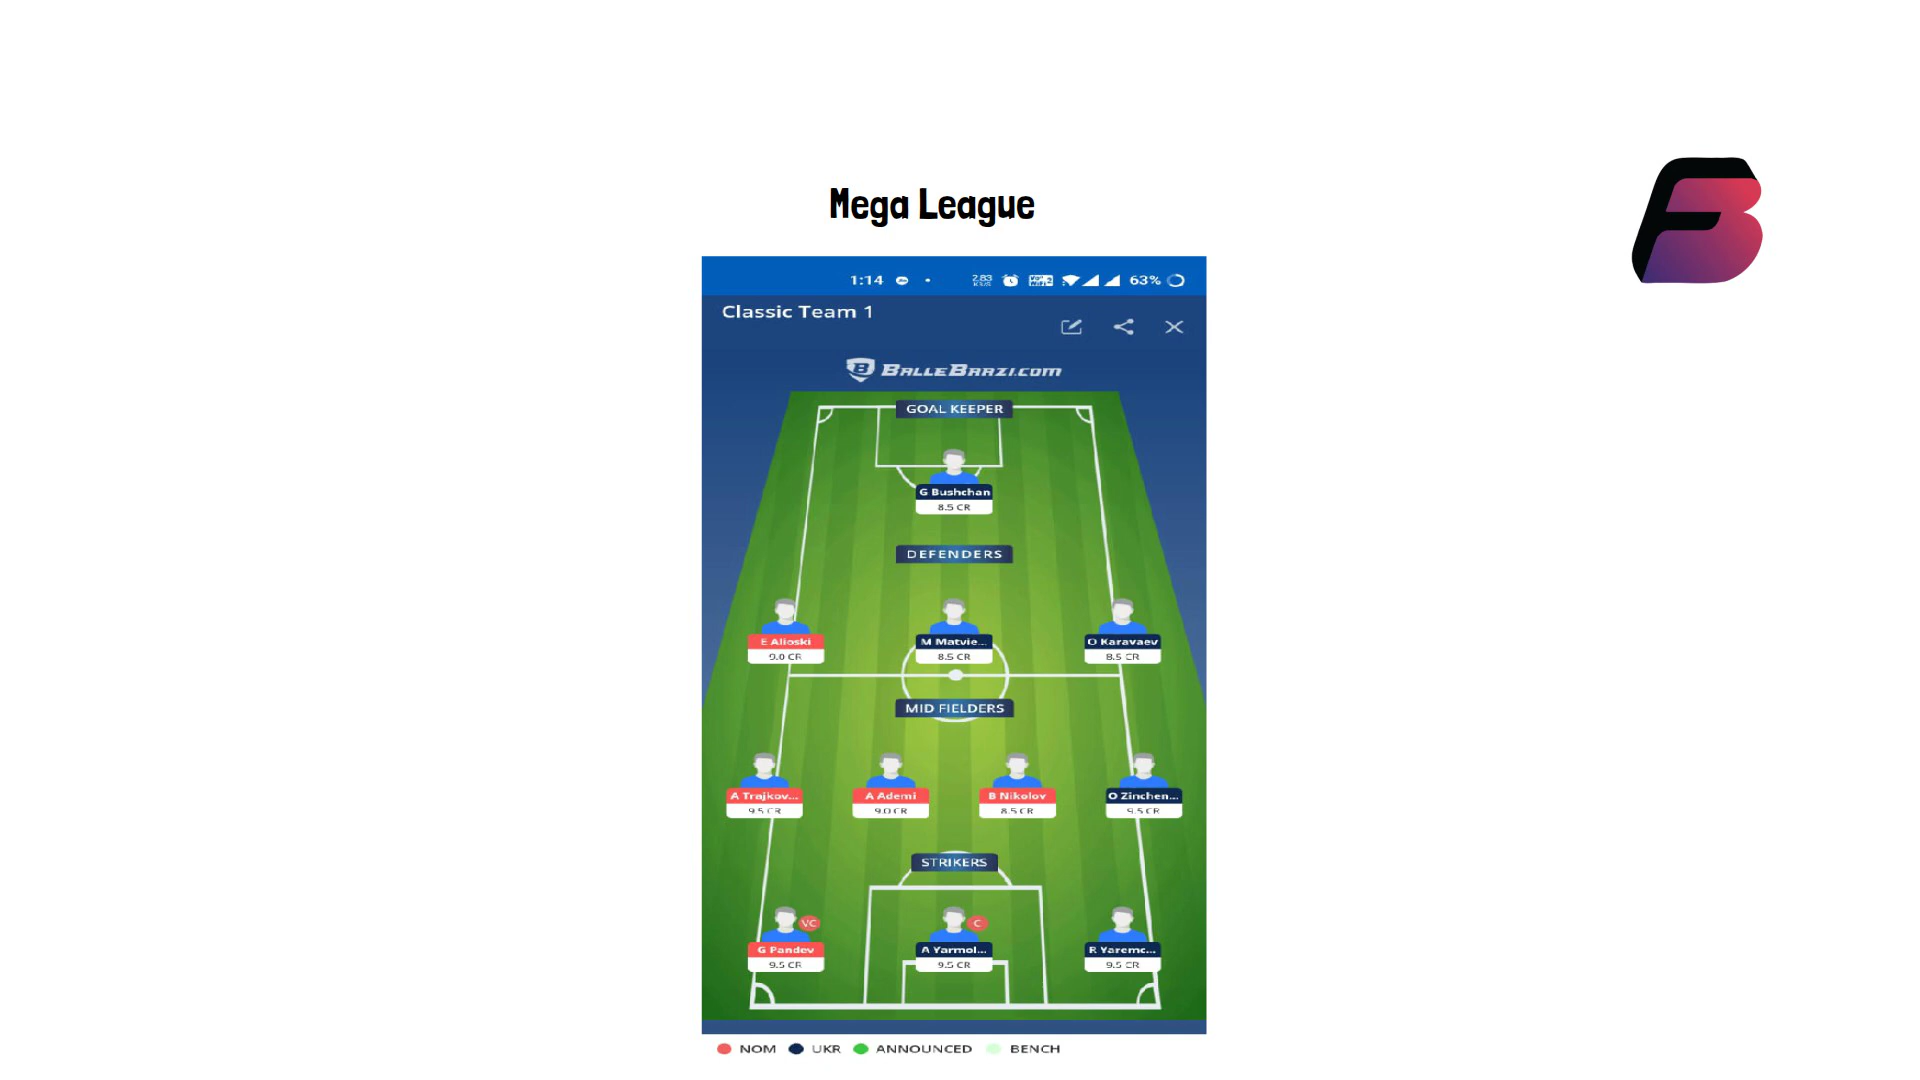 Mega League
1:14 2.83 KB/S 63%
Classic Team 1
BALLEBAAZI.COM
GOAL KEEPER
G Bushchan
8.5 CR
DEFENDERS
E Alioski M Matvie... O Karavaev
9.0 CR 8.5 CR 8.5 CR
MID FIELDERS
A Trajkov... A Ademi B Nikolov O Zinchen...
9.5 CR 9.0 CR 8.5 CR 9.5 CR
STRIKERS
VC C
G Pandev A Yarmol... R Yaremc...
9.5 CR 9.5 CR 9.5 CR
NOM UKR ANNOUNCED BENCH